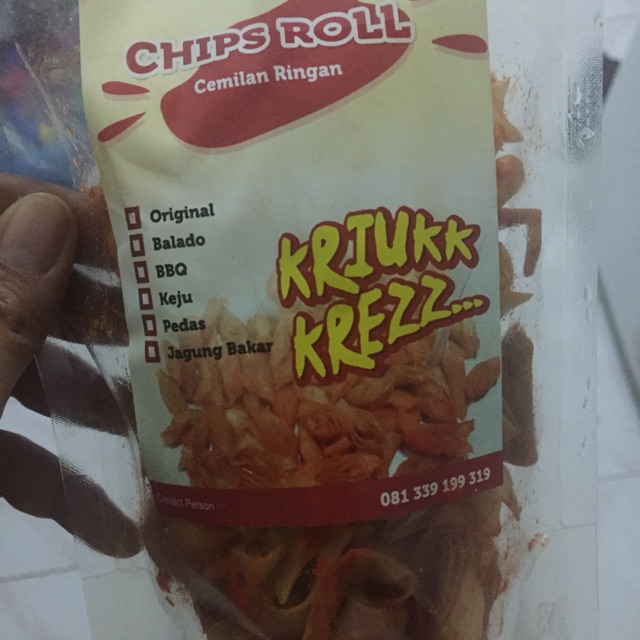 CHIPS ROLL
Cemilan Ringan
Original
Balado
BBQ
Keju
Pedas
Jagung Bakar
KRIUKK
KREZZ...
Contact Person
081 339 199 319